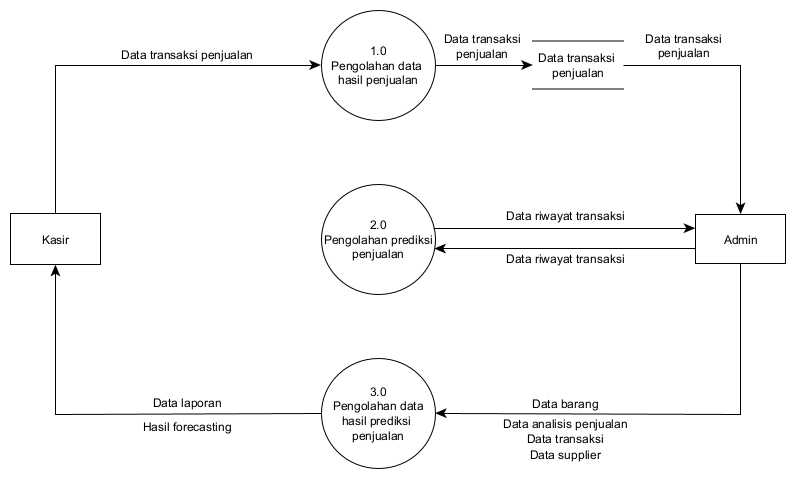 1.0
Pengolahan data
hasil penjualan
Data transaksi penjualan
Data transaksi
penjualan
Data transaksi
penjualan
Data transaksi
penjualan
Kasir
2.0
Pengolahan prediksi
penjualan
Data riwayat transaksi
Data riwayat transaksi
Admin
3.0
Pengolahan data
hasil prediksi
penjualan
Data laporan
Hasil forecasting
Data barang
Data analisis penjualan
Data transaksi
Data supplier